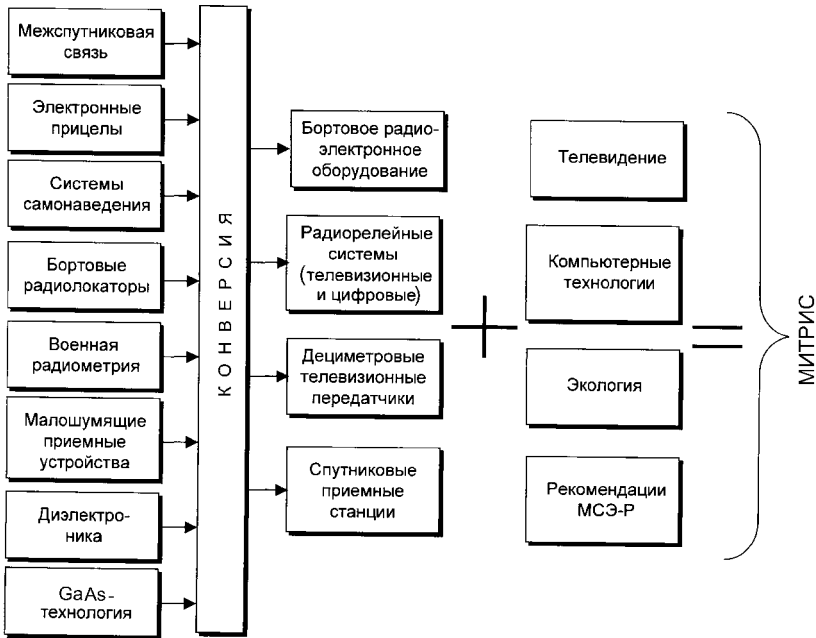 Межспутниковая
связь
Электронные
прицелы
Системы
самонаведения
Бортовые
радиолокаторы
Военная
радиометрия
Малошумящие
приемные
устройства
Диэлектро-
ника
GaAs-
технология
КОНВЕРСИЯ
Бортовое радио-
электронное
оборудование
Радиорелейные
системы
(телевизионные
и цифровые)
Дециметровые
телевизионные
передатчики
Спутниковые
приемные
станции
+
Телевидение
Компьютерные
технологии
Экология
Рекомендации
МСЭ-Р
=
МИТРИС